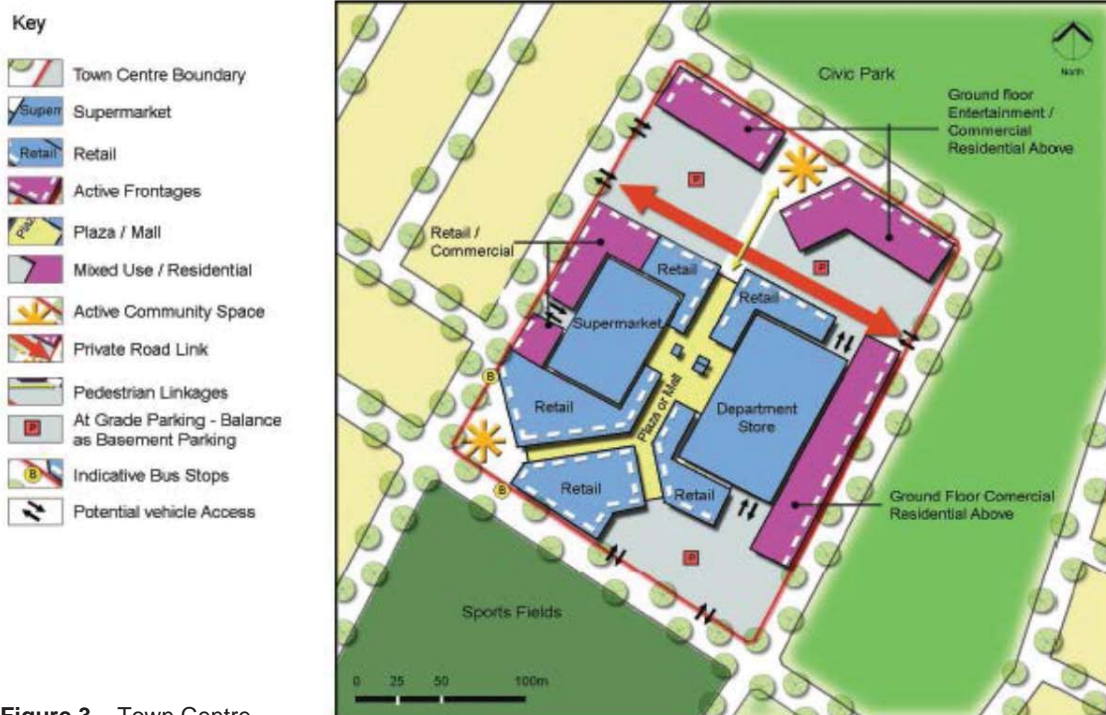 Key
Town Centre Boundary
Supern
Supermarket
Retail
Retail
Active Frontages
Plaza
Plaza / Mall
Mixed Use / Residential
Active Community Space
Private Road Link
Pedestrian Linkages
P
At Grade Parking - Balance
as Basement Parking
B
Indicative Bus Stops
Potential vehicle Access
Civic Park
North
Ground floor
Entertainment /
Commercial
Residential Above
P
Retail /
Commercial
Retail
P
Retail
Supermarket
B
Retail
Plaza or Mall
Department
Store
B
Retail
Retail
Ground Floor Comercial
Residential Above
P
Sports Fields
0 25 50 100m
Figure 3 Town Centre